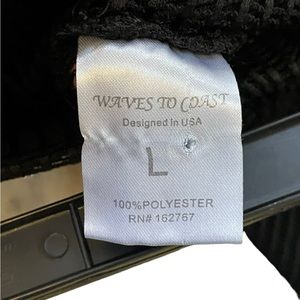 WAVES TO COAST
Designed In USA
L
100%POLYESTER
RN# 162767